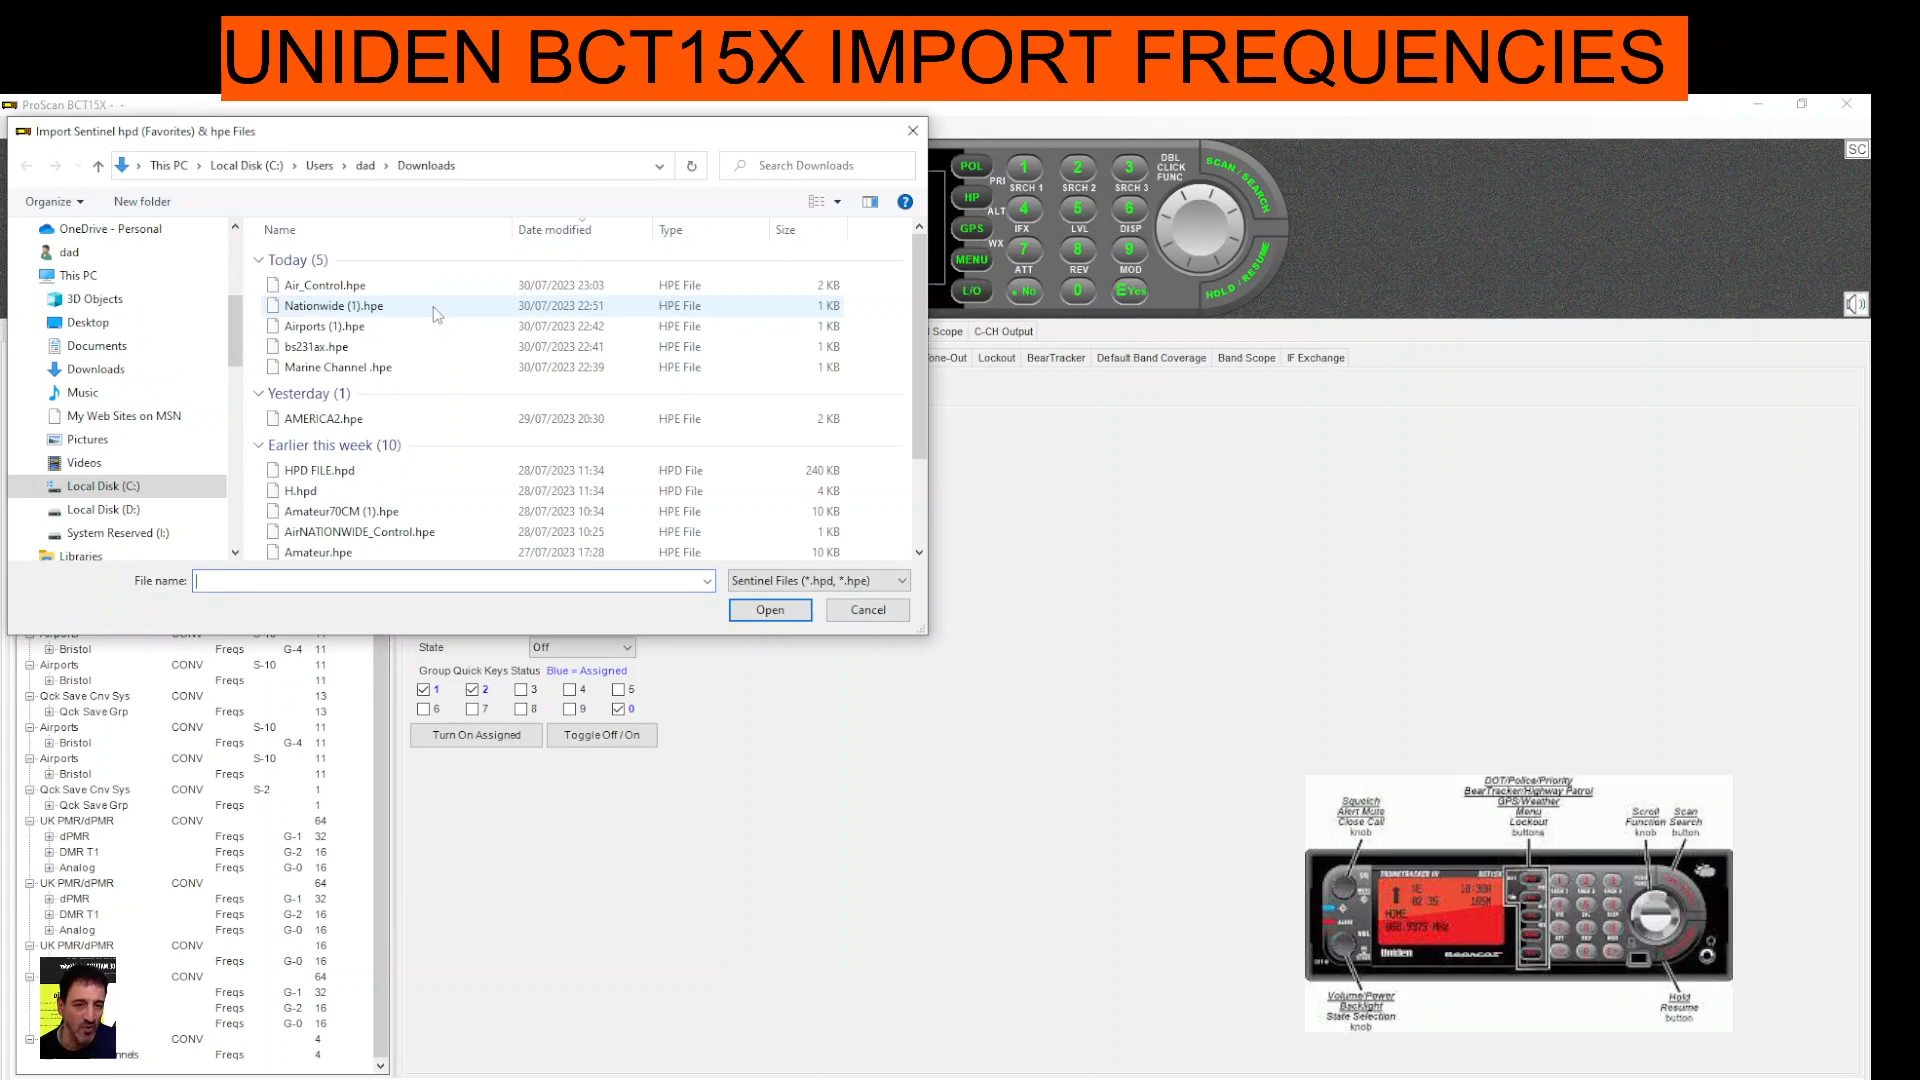 UNIDEN BCT15X IMPORT FREQUENCIES
ProScan BCT15X - -
Import Sentinel hpd (Favorites) & hpe Files
This PC > Local Disk (C:) > Users > dad > Downloads
Search Downloads
Organize
New folder
OneDrive - Personal
dad
This PC
3D Objects
Desktop
Documents
Downloads
Music
My Web Sites on MSN
Pictures
Videos
Local Disk (C:)
Local Disk (D:)
System Reserved (I:)
Libraries
Name Date modified Type Size
Today (5)
Air_Control.hpe 30/07/2023 23:03 HPE File 2 KB
Nationwide (1).hpe 30/07/2023 22:51 HPE File 1 KB
Airports (1).hpe 30/07/2023 22:42 HPE File 1 KB
bs231ax.hpe 30/07/2023 22:41 HPE File 1 KB
Marine Channel .hpe 30/07/2023 22:39 HPE File 1 KB
Yesterday (1)
AMERICA2.hpe 29/07/2023 20:30 HPE File 2 KB
Earlier this week (10)
HPD FILE.hpd 28/07/2023 11:34 HPD File 240 KB
H.hpd 28/07/2023 11:34 HPD File 4 KB
Amateur70CM (1).hpe 28/07/2023 10:34 HPE File 10 KB
AirNATIONWIDE_Control.hpe 28/07/2023 10:25 HPE File 1 KB
Amateur.hpe 27/07/2023 17:28 HPE File 10 KB
File name:
Sentinel Files (*.hpd, *.hpe)
Open
Cancel
POL 1 2 3 DBL CLICK FUNC
PRI SRCH 1 SRCH 2 SRCH 3
HP 4 5 6
ALT IFX LVL DISP
GPS 7 8 9
WX ATT REV MOD
MENU
L/O . No 0 E Yes
SCAN / SEARCH
HOLD / RESUME
SC
Scope C-CH Output
one-Out Lockout BearTracker Default Band Coverage Band Scope IF Exchange
Airports CONV S-10 11
Bristol Freqs G-4 11
Airports CONV S-10 11
Bristol Freqs 11
Qck Save Cnv Sys CONV 13
Qck Save Grp Freqs 13
Airports CONV S-10 11
Bristol Freqs G-4 11
Airports CONV S-10 11
Bristol Freqs 11
Qck Save Cnv Sys CONV S-2 1
Qck Save Grp Freqs 1
UK PMR/dPMR CONV 64
dPMR Freqs G-1 32
DMR T1 Freqs G-2 16
Analog Freqs G-0 16
UK PMR/dPMR CONV 64
dPMR Freqs G-1 32
DMR T1 Freqs G-2 16
Analog Freqs G-0 16
UK PMR/dPMR CONV 16
Freqs G-0 16
CONV 64
Freqs G-1 32
Freqs G-2 16
Freqs G-0 16
CONV 4
nnels Freqs 4
State Off
Group Quick Keys Status Blue = Assigned
1 2 3 4 5
6 7 8 9 0
Turn On Assigned
Toggle Off / On
DOT/Police/Priority
BearTracker/Highway Patrol
GPS/Weather
Menu
Lockout
buttons
Squelch
Alert Mute
Close Call
knob
Scroll
Function
knob
Scan
Search
button
Uniden
Volume/Power
Backlight
State Selection
knob
Hold
Resume
button